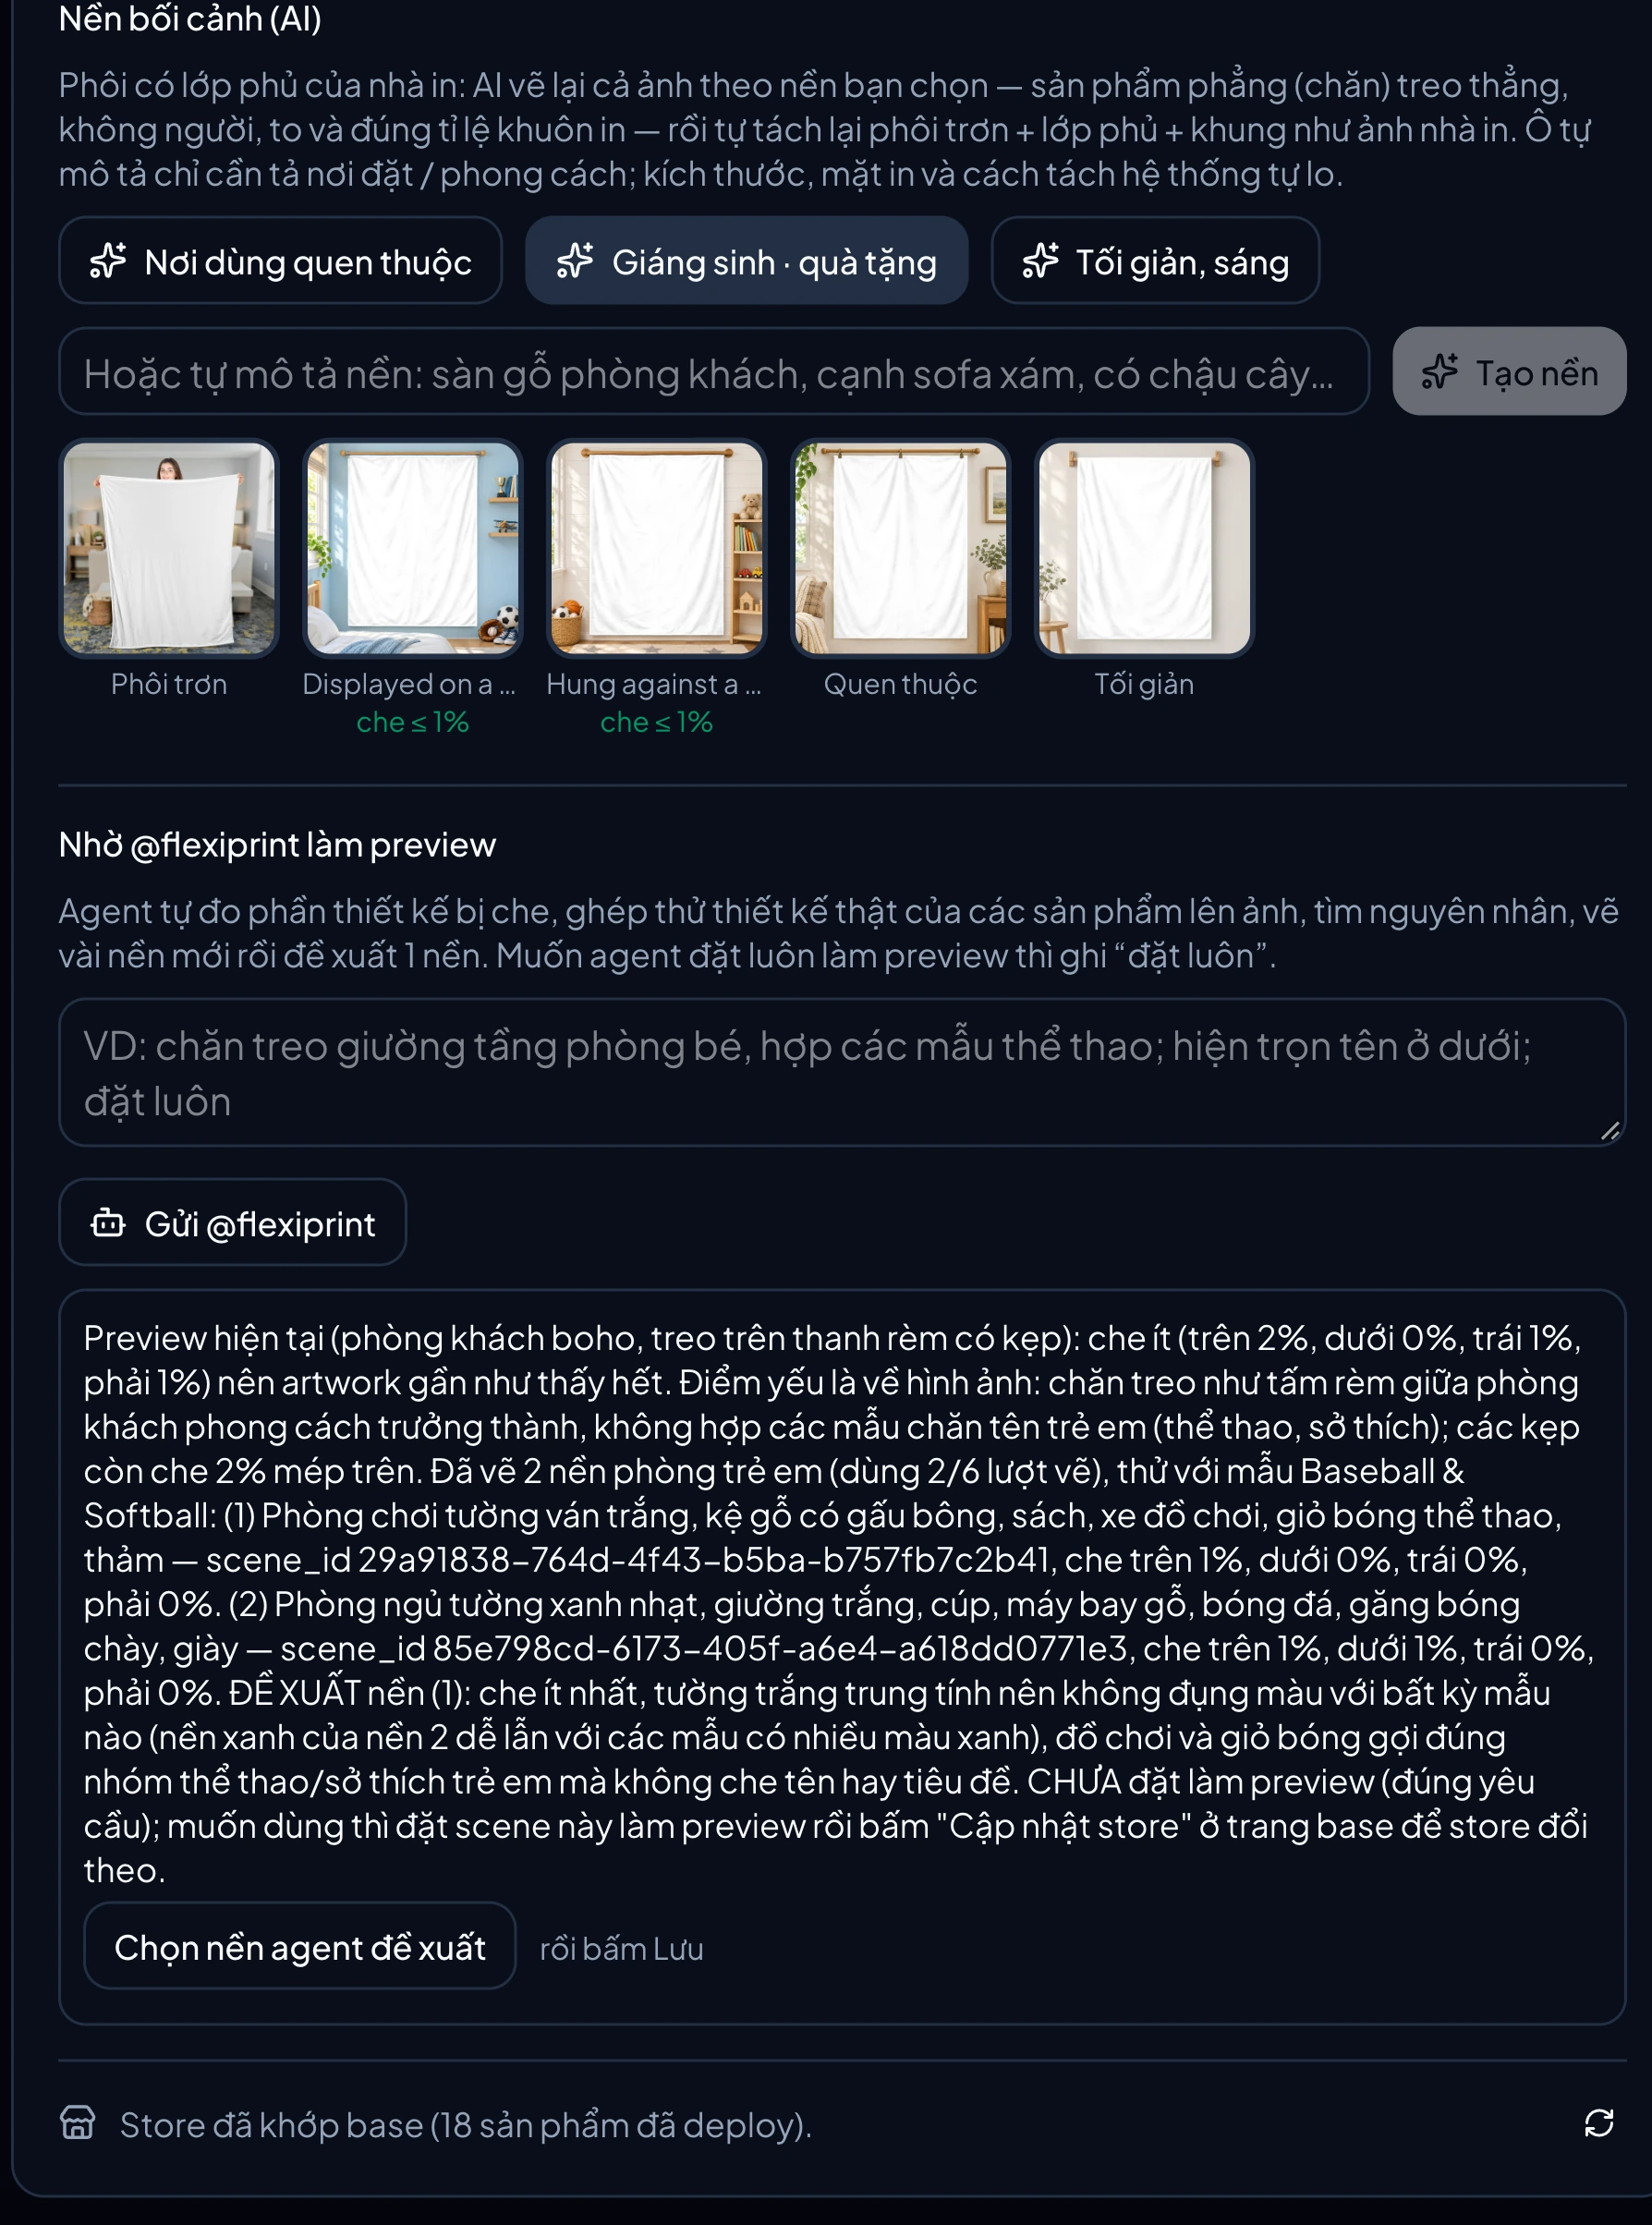 Nền bối cảnh (AI)
Phôi có lớp phủ của nhà in: AI vẽ lại cả ảnh theo nền bạn chọn — sản phẩm phẳng (chăn) treo thẳng,
không người, to và đúng tỉ lệ khuôn in — rồi tự tách lại phôi trơn + lớp phủ + khung như ảnh nhà in. Ô tự
mô tả chỉ cần tả nơi đặt / phong cách; kích thước, mặt in và cách tách hệ thống tự lo.
Nơi dùng quen thuộc
Giáng sinh · quà tặng
Tối giản, sáng
Hoặc tự mô tả nền: sàn gỗ phòng khách, cạnh sofa xám, có chậu cây...
Tạo nền
Phôi trơn
Displayed on a ...
Hung against a ...
Quen thuộc
Tối giản
che ≤ 1%
che ≤ 1%
Nhờ @flexiprint làm preview
Agent tự đo phần thiết kế bị che, ghép thử thiết kế thật của các sản phẩm lên ảnh, tìm nguyên nhân, vẽ
vài nền mới rồi đề xuất 1 nền. Muốn agent đặt luôn làm preview thì ghi “đặt luôn”.
VD: chăn treo giường tầng phòng bé, hợp các mẫu thể thao; hiện trọn tên ở dưới;
đặt luôn
Gửi @flexiprint
Preview hiện tại (phòng khách boho, treo trên thanh rèm có kẹp): che ít (trên 2%, dưới 0%, trái 1%,
phải 1%) nên artwork gần như thấy hết. Điểm yếu là về hình ảnh: chăn treo như tấm rèm giữa phòng
khách phong cách trưởng thành, không hợp các mẫu chăn tên trẻ em (thể thao, sở thích); các kẹp
còn che 2% mép trên. Đã vẽ 2 nền phòng trẻ em (dùng 2/6 lượt vẽ), thử với mẫu Baseball &
Softball: (1) Phòng chơi tường ván trắng, kệ gỗ có gấu bông, sách, xe đồ chơi, giỏ bóng thể thao,
thảm — scene_id 29a91838-764d-4f43-b5ba-b757fb7c2b41, che trên 1%, dưới 0%, trái 0%,
phải 0%. (2) Phòng ngủ tường xanh nhạt, giường trắng, cúp, máy bay gỗ, bóng đá, găng bóng
chày, giày — scene_id 85e798cd-6173-405f-a6e4-a618dd0771e3, che trên 1%, dưới 1%, trái 0%,
phải 0%. ĐỀ XUẤT nền (1): che ít nhất, tường trắng trung tính nên không đụng màu với bất kỳ mẫu
nào (nền xanh của nền 2 dễ lẫn với các mẫu có nhiều màu xanh), đồ chơi và giỏ bóng gợi đúng
nhóm thể thao/sở thích trẻ em mà không che tên hay tiêu đề. CHƯA đặt làm preview (đúng yêu
cầu); muốn dùng thì đặt scene này làm preview rồi bấm "Cập nhật store" ở trang base để store đổi
theo.
Chọn nền agent đề xuất
rồi bấm Lưu
Store đã khớp base (18 sản phẩm đã deploy).